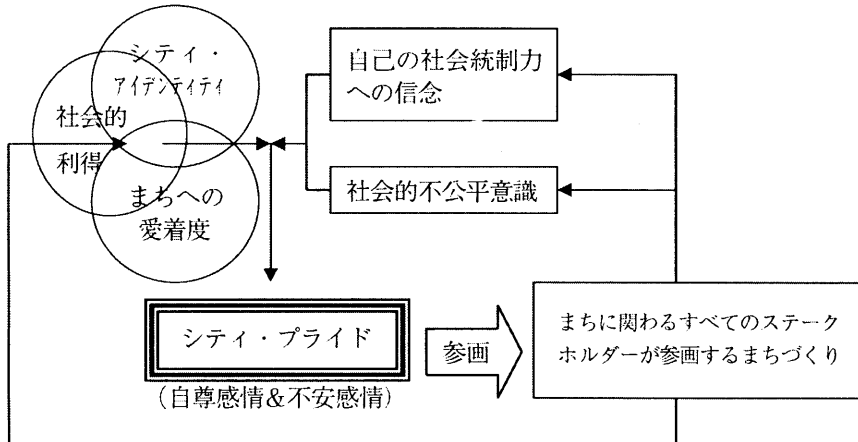 シティ・
アイデンティティ
社会的
利得
まちへの
愛着度
自己の社会統制力
への信念
社会的不公平意識
シティ・プライド
(自尊感情&不安感情)
参画
まちに関わるすべてのステーク
ホルダーが参画するまちづくり